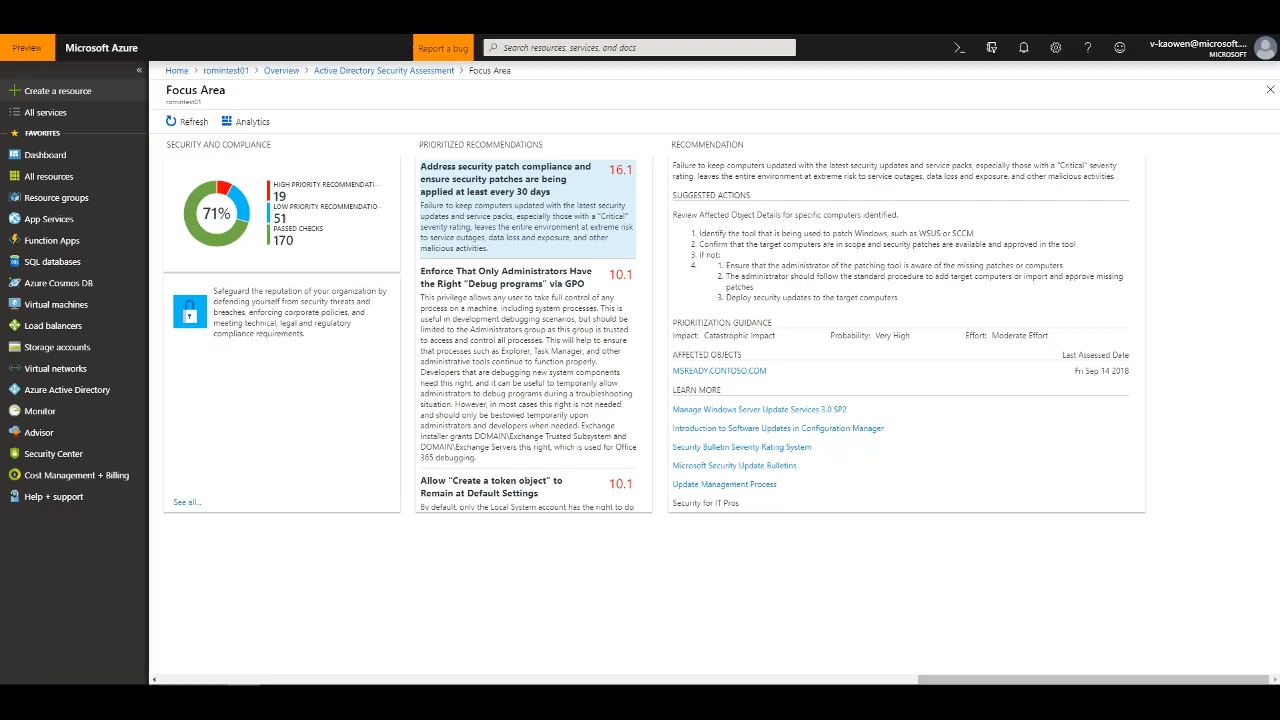 Preview
Microsoft Azure
Report a bug
Search resources, services, and docs
v-kaowen@microsoft....
MICROSOFT
Create a resource
All services
FAVORITES
Dashboard
All resources
Resource groups
App Services
Function Apps
SQL databases
Azure Cosmos DB
Virtual machines
Load balancers
Storage accounts
Virtual networks
Azure Active Directory
Monitor
Advisor
Security Center
Cost Management + Billing
Help + support
Home > romintest01 > Overview > Active Directory Security Assessment > Focus Area
Focus Area
romintest01
Refresh
Analytics
SECURITY AND COMPLIANCE
71%
HIGH PRIORITY RECOMMENDATI...
19
LOW PRIORITY RECOMMENDATIO...
51
PASSED CHECKS
170
Safeguard the reputation of your organization by
defending yourself from security threats and
breaches, enforcing corporate policies, and
meeting technical, legal and regulatory
compliance requirements.
See all...
PRIORITIZED RECOMMENDATIONS
Address security patch compliance and
ensure security patches are being
applied at least every 30 days
16.1
Failure to keep computers updated with the latest security
updates and service packs, especially those with a "Critical"
severity rating, leaves the entire environment at extreme risk
to service outages, data loss and exposure, and other
malicious activities.
Enforce That Only Administrators Have
the Right “Debug programs” via GPO
10.1
This privilege allows any user to take full control of any
process on a machine, including system processes. This is
useful in development debugging scenarios, but should be
limited to the Administrators group as this group is trusted
to access and control all processes. This will help to ensure
that processes such as Explorer, Task Manager, and other
administrative tools continue to function properly.
Developers that are debugging new system components
need this right, and it can be useful to temporarily allow
administrators to debug programs during a troubleshooting
situation. However, in most cases this right is not needed,
and should only be bestowed temporarily upon
administrators and developers when needed. Exchange
installer grants DOMAIN\Exchange Trusted Subsystem and
DOMAIN\Exchange Servers this right, which is used for Office
365 debugging.
Allow “Create a token object” to
Remain at Default Settings
10.1
By default, only the Local System account has the right to do
RECOMMENDATION
Failure to keep computers updated with the latest security updates and service packs, especially those with a "Critical" severity
rating, leaves the entire environment at extreme risk to service outages, data loss and exposure, and other malicious activities.
SUGGESTED ACTIONS
Review Affected Object Details for specific computers identified.
1. Identify the tool that is being used to patch Windows, such as WSUS or SCCM
2. Confirm that the target computers are in scope and security patches are available and approved in the tool
3. If not:
4. 1. Ensure that the administrator of the patching tool is aware of the missing patches or computers
2. The administrator should follow the standard procedure to add target computers or import and approve missing
patches
3. Deploy security updates to the target computers
PRIORITIZATION GUIDANCE
Impact: Catastrophic Impact Probability: Very High Effort: Moderate Effort
AFFECTED OBJECTS Last Assessed Date
MSREADY.CONTOSO.COM Fri Sep 14 2018
LEARN MORE
Manage Windows Server Update Services 3.0 SP2
Introduction to Software Updates in Configuration Manager
Security Bulletin Severity Rating System
Microsoft Security Update Bulletins
Update Management Process
Security for IT Pros